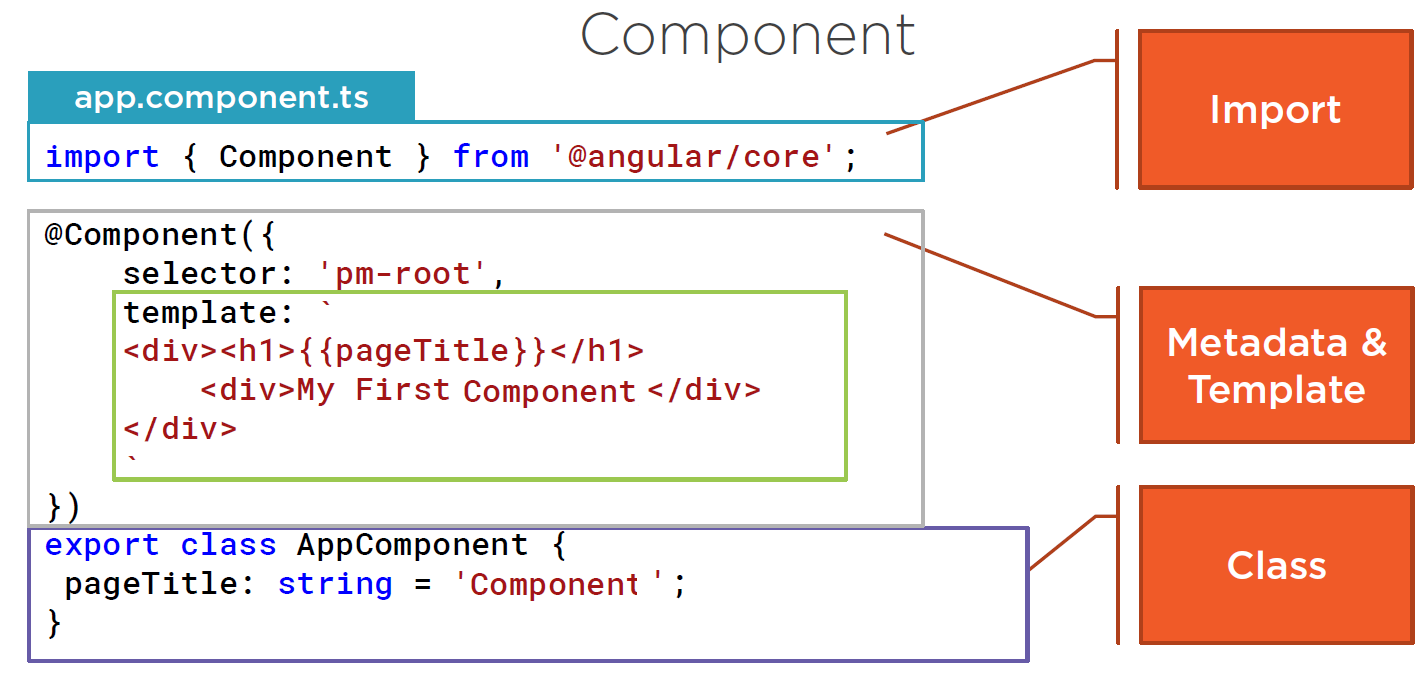 Component
app.component.ts
import { Component } from '@angular/core';
@Component({
    selector: 'pm-root',
    template: `
    <div><h1>{{pageTitle}}</h1>
        <div>My First Component </div>
    </div>
    `
})
export class AppComponent {
 pageTitle: string = 'Component ';
}
Import
Metadata &
Template
Class